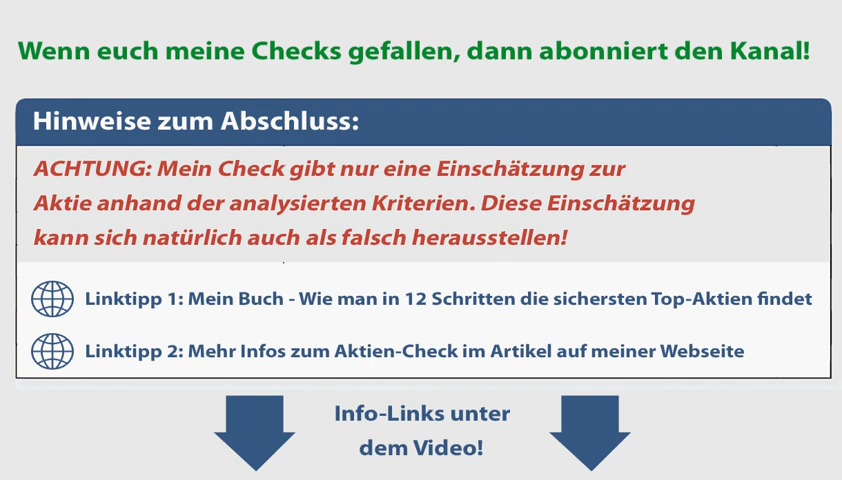 Wenn euch meine Checks gefallen, dann abonniert den Kanal!
Hinweise zum Abschluss:
ACHTUNG: Mein Check gibt nur eine Einschätzung zur
Aktie anhand der analysierten Kriterien. Diese Einschätzung
kann sich natürlich auch als falsch herausstellen!
Linktipp 1: Mein Buch - Wie man in 12 Schritten die sichersten Top-Aktien findet
Linktipp 2: Mehr Infos zum Aktien-Check im Artikel auf meiner Webseite
Info-Links unter
dem Video!